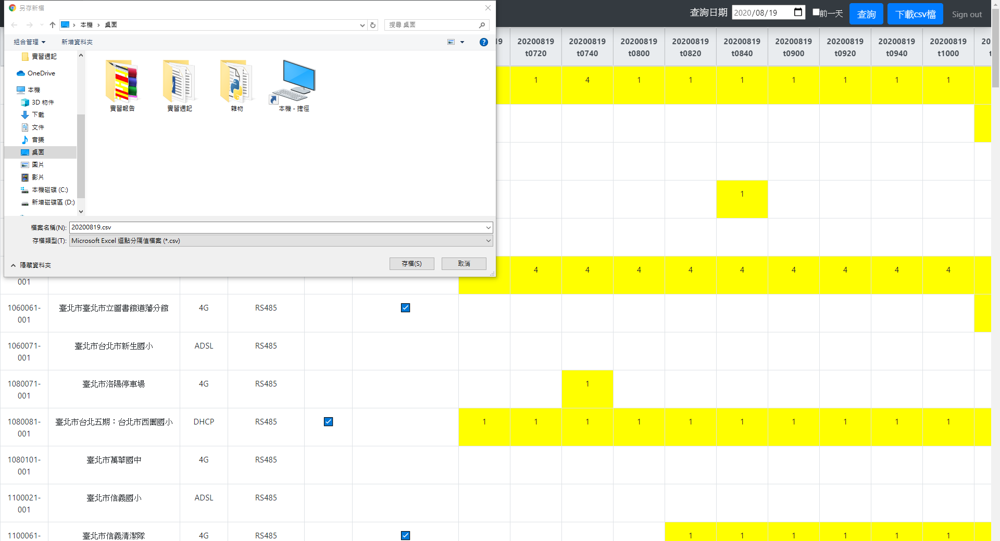 另存新檔
本機 › 桌面
搜尋 桌面
組合管理
新增資料夾
實習週記
OneDrive
本機
3D 物件
下載
文件
音樂
桌面
圖片
影片
本機磁碟 (C:)
新增磁碟區 (D:)
實習報告
實習週記
雜物
本機 - 捷徑
檔案名稱(N):
20200819.csv
存檔類型(T):
Microsoft Excel 逗點分隔值檔案 (*.csv)
隱藏資料夾
存檔(S)
取消
查詢日期
2020/08/19
前一天
查詢
下載csv檔
Sign out
19 20200819 20200819 20200819 20200819 20200819 20200819 20200819 20200819 20200819 20
t0720 t0740 t0800 t0820 t0840 t0900 t0920 t0940 t1000 t
1 4 1 1 1 1 1 1 1
1
4 4 4 4 4 4 4 4 4
001
1060061- 臺北市臺北市立圖書館道藩分館 4G RS485
001
1060071- 臺北市台北市新生國小 ADSL RS485
001
1080071- 臺北市洛陽停車場 4G RS485 1
001
1080081- 臺北市台北五期：台北市西園國小 DHCP RS485 1 1 1 1 1 1 1 1 1 1
001
1080101- 臺北市萬華國中 4G RS485
001
1100021- 臺北市信義國小 ADSL RS485
001
1100061- 臺北市信義清潔隊 4G RS485 1 1 1 1 1 1